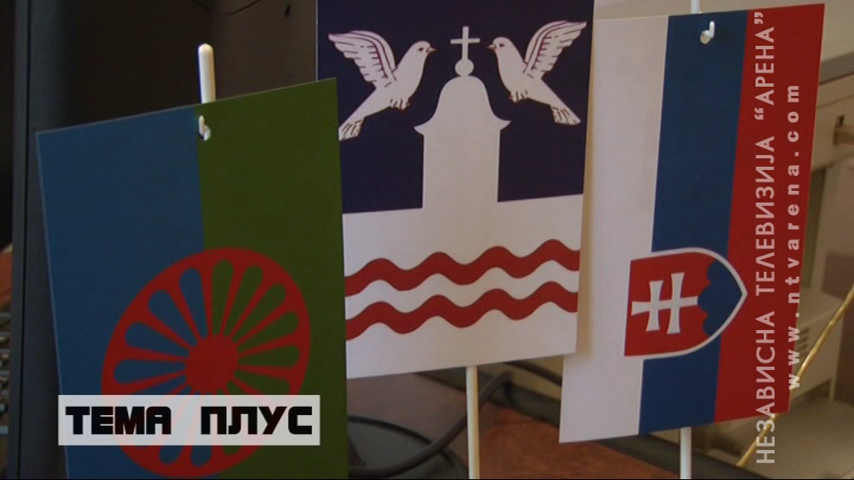 ТЕМА ПЛУС
НЕЗАВИСНА ТЕЛЕВИЗИЈА “АРЕНА”
www.ntvarena.com